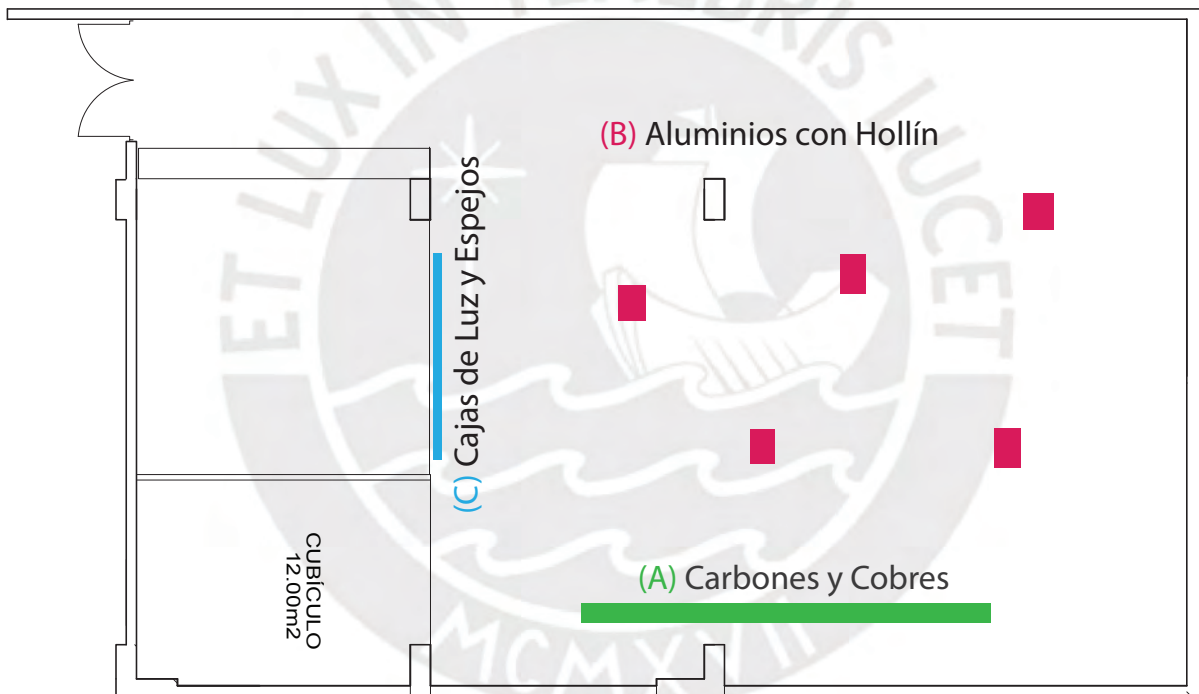 ET LUX IN TENEBRIS LUCET
(B) Aluminios con Hollín
(C) Cajas de Luz y Espejos
CUBÍCULO
12.00m2
(A) Carbones y Cobres
MCMXVII